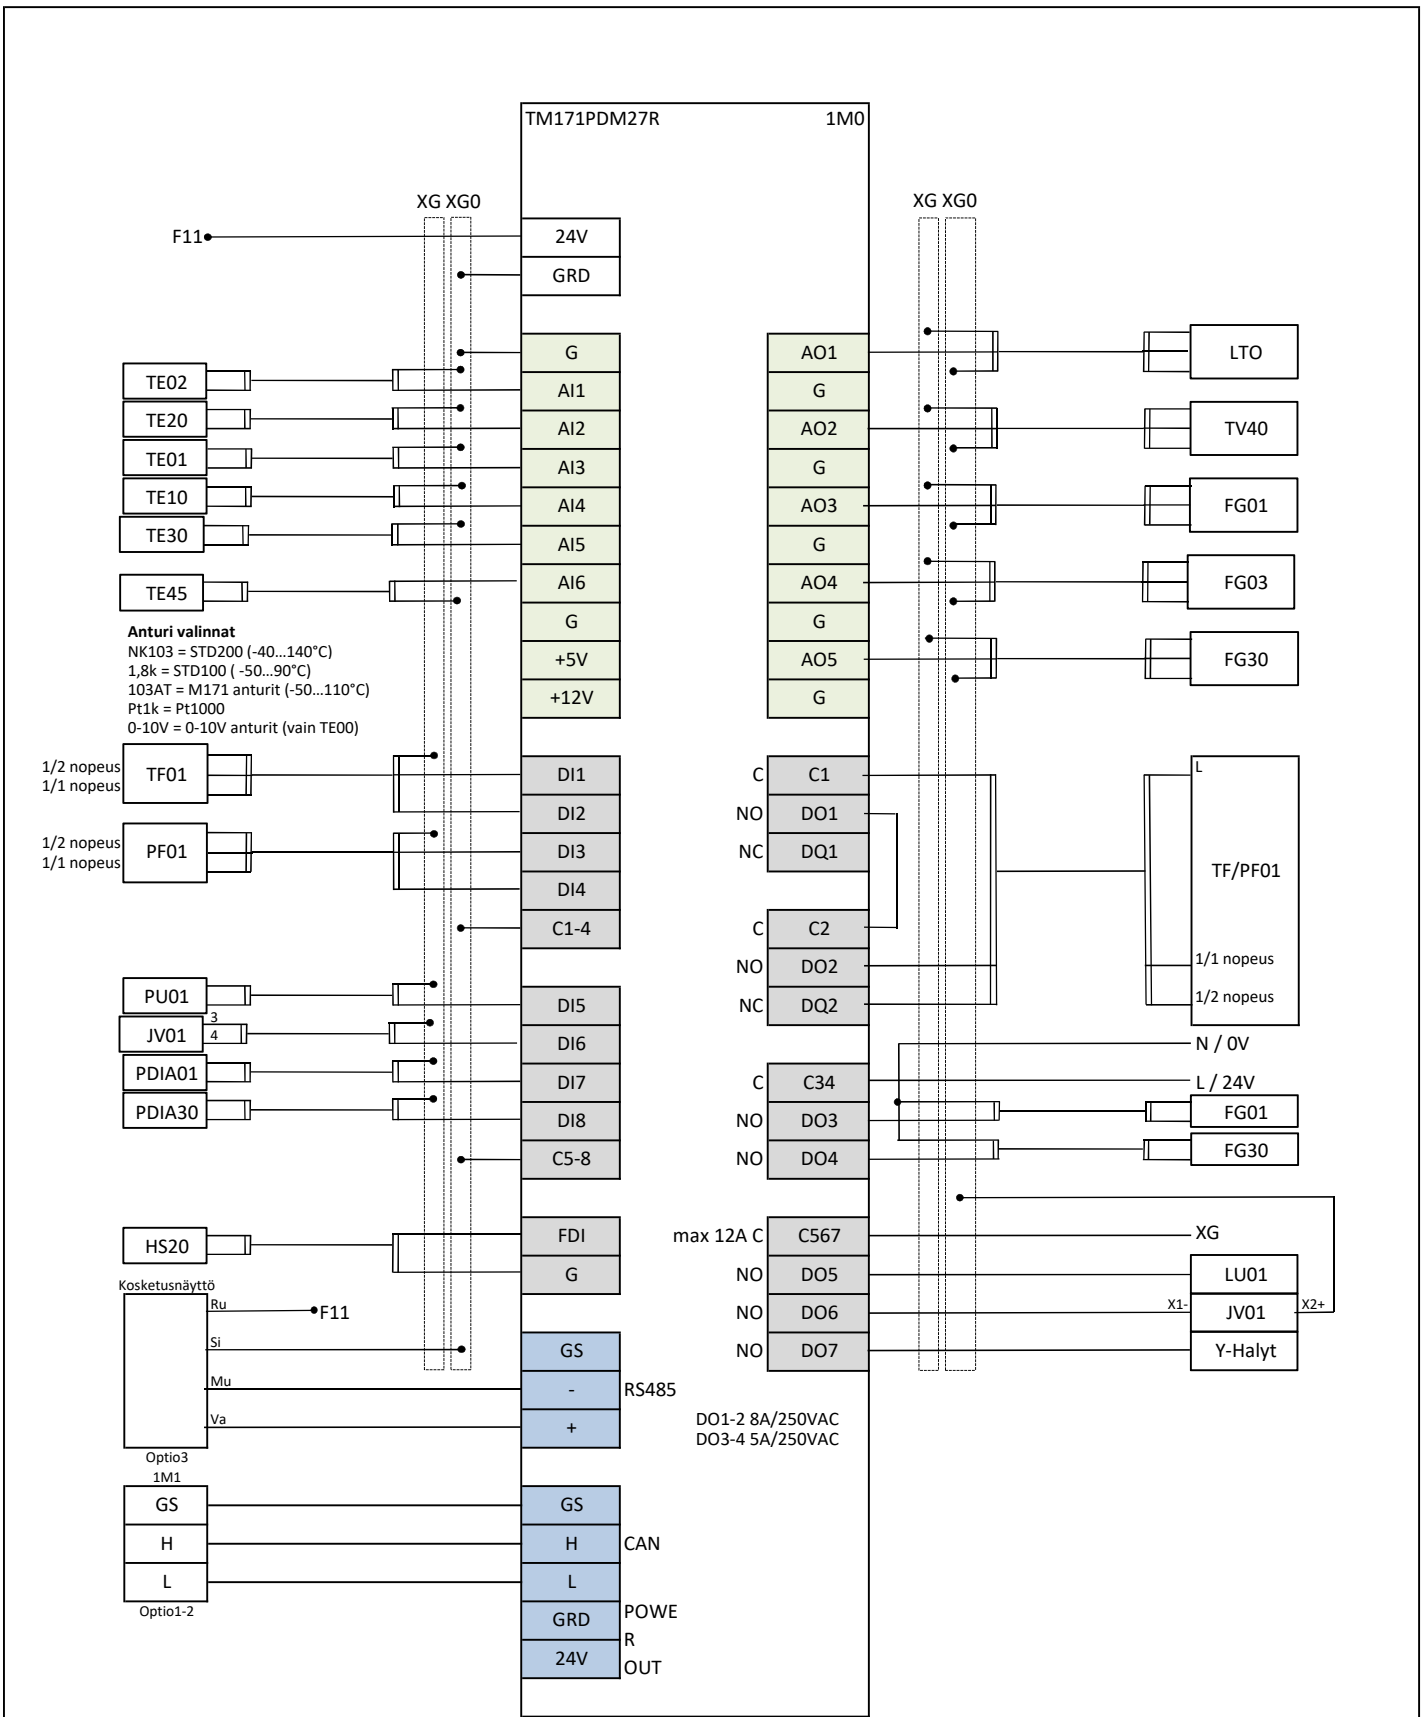 TM171PDM27R 1M0
XG XG0
XG XG0
F11
24V
GRD
G
TE02
AI1
TE20
AI2
TE01
AI3
TE10
AI4
TE30
AI5
TE45
AI6
G
+5V
+12V
Anturi valinnat
NK103 = STD200 (-40...140°C)
1,8k = STD100 ( -50...90°C)
103AT = M171 anturit (-50...110°C)
Pt1k = Pt1000
0-10V = 0-10V anturit (vain TE00)
1/2 nopeus
1/1 nopeus
TF01
DI1
DI2
1/2 nopeus
1/1 nopeus
PF01
DI3
DI4
C1-4
PU01
DI5
JV01
3
4
DI6
PDIA01
DI7
PDIA30
DI8
C5-8
HS20
FDI
G
Kosketusnäyttö
Ru
F11
Si
Mu
Va
Optio3
GS
-
+
RS485
1M1
GS
H
L
Optio1-2
GS
H
L
CAN
GRD
24V
POWE
R
OUT
AO1
G
LTO
AO2
G
TV40
AO3
G
FG01
AO4
G
FG03
AO5
G
FG30
C C1
NO DO1
NC DQ1
C C2
NO DO2
NC DQ2
L
TF/PF01
1/1 nopeus
1/2 nopeus
N / 0V
C C34
L / 24V
NO DO3
FG01
NO DO4
FG30
max 12A C C567
XG
NO DO5
LU01
NO DO6
X1- JV01 X2+
NO DO7
Y-Halyt
DO1-2 8A/250VAC
DO3-4 5A/250VAC